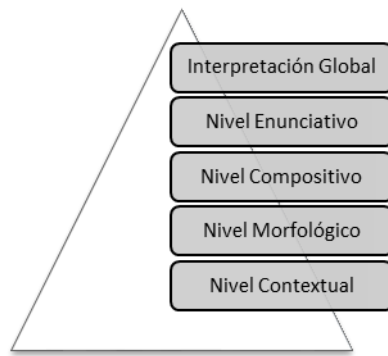 Interpretación Global
Nivel Enunciativo
Nivel Compositivo
Nivel Morfológico
Nivel Contextual